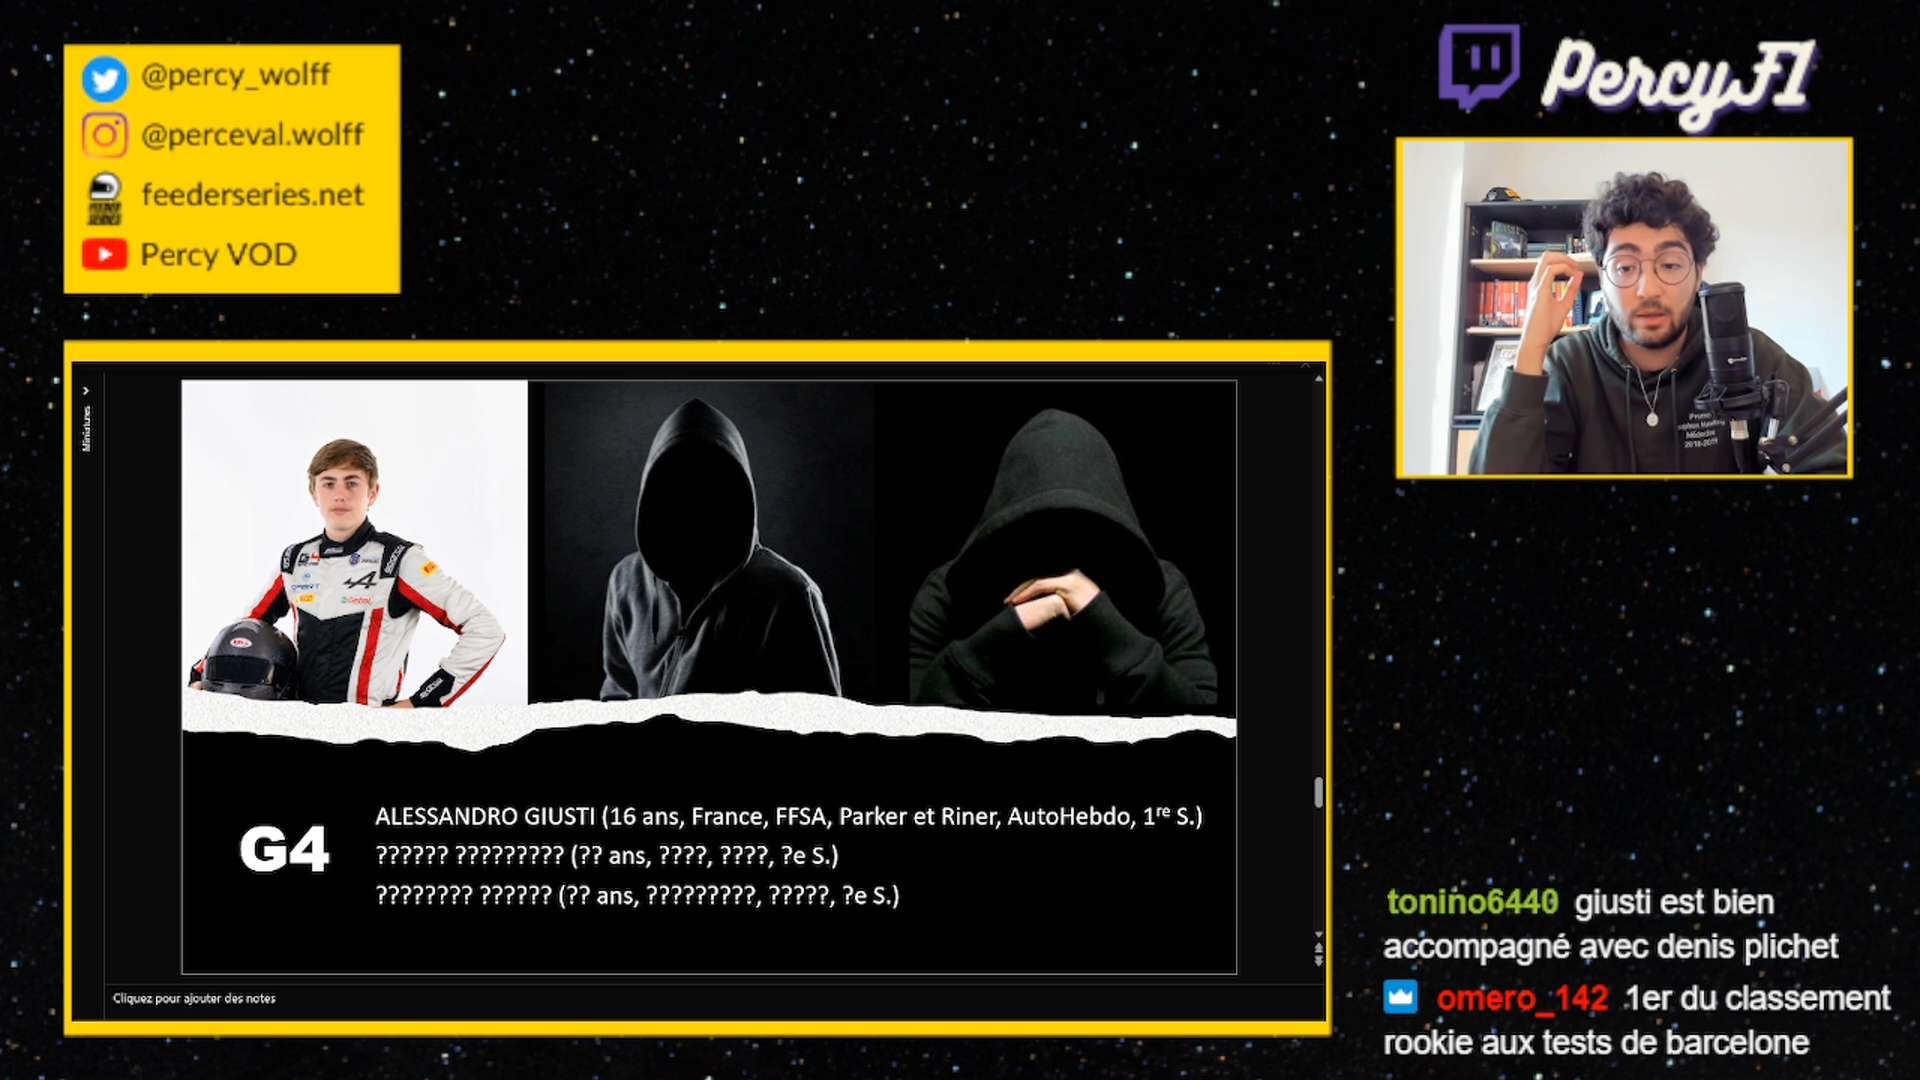 @percy_wolff
@perceval.wolff
feederseries.net
Percy VOD
PercyF1
Miniatures
ALESSANDRO GIUSTI (16 ans, France, FFSA, Parker et Riner, AutoHebdo, 1re S.)
G4
?????? ????????? (?? ans, ????, ????, ?e S.)
???????? ?????? (?? ans, ?????????, ?????, ?e S.)
Cliquez pour ajouter des notes
tonino6440 giusti est bien
accompagné avec denis plichet
omero_142 1er du classement
rookie aux tests de barcelone